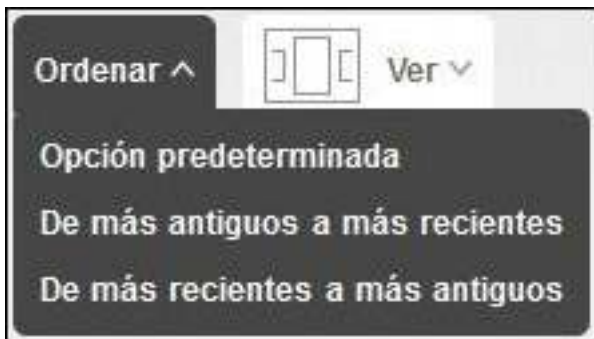 Ordenar
Ver
Opción predeterminada
De más antiguos a más recientes
De más recientes a más antiguos